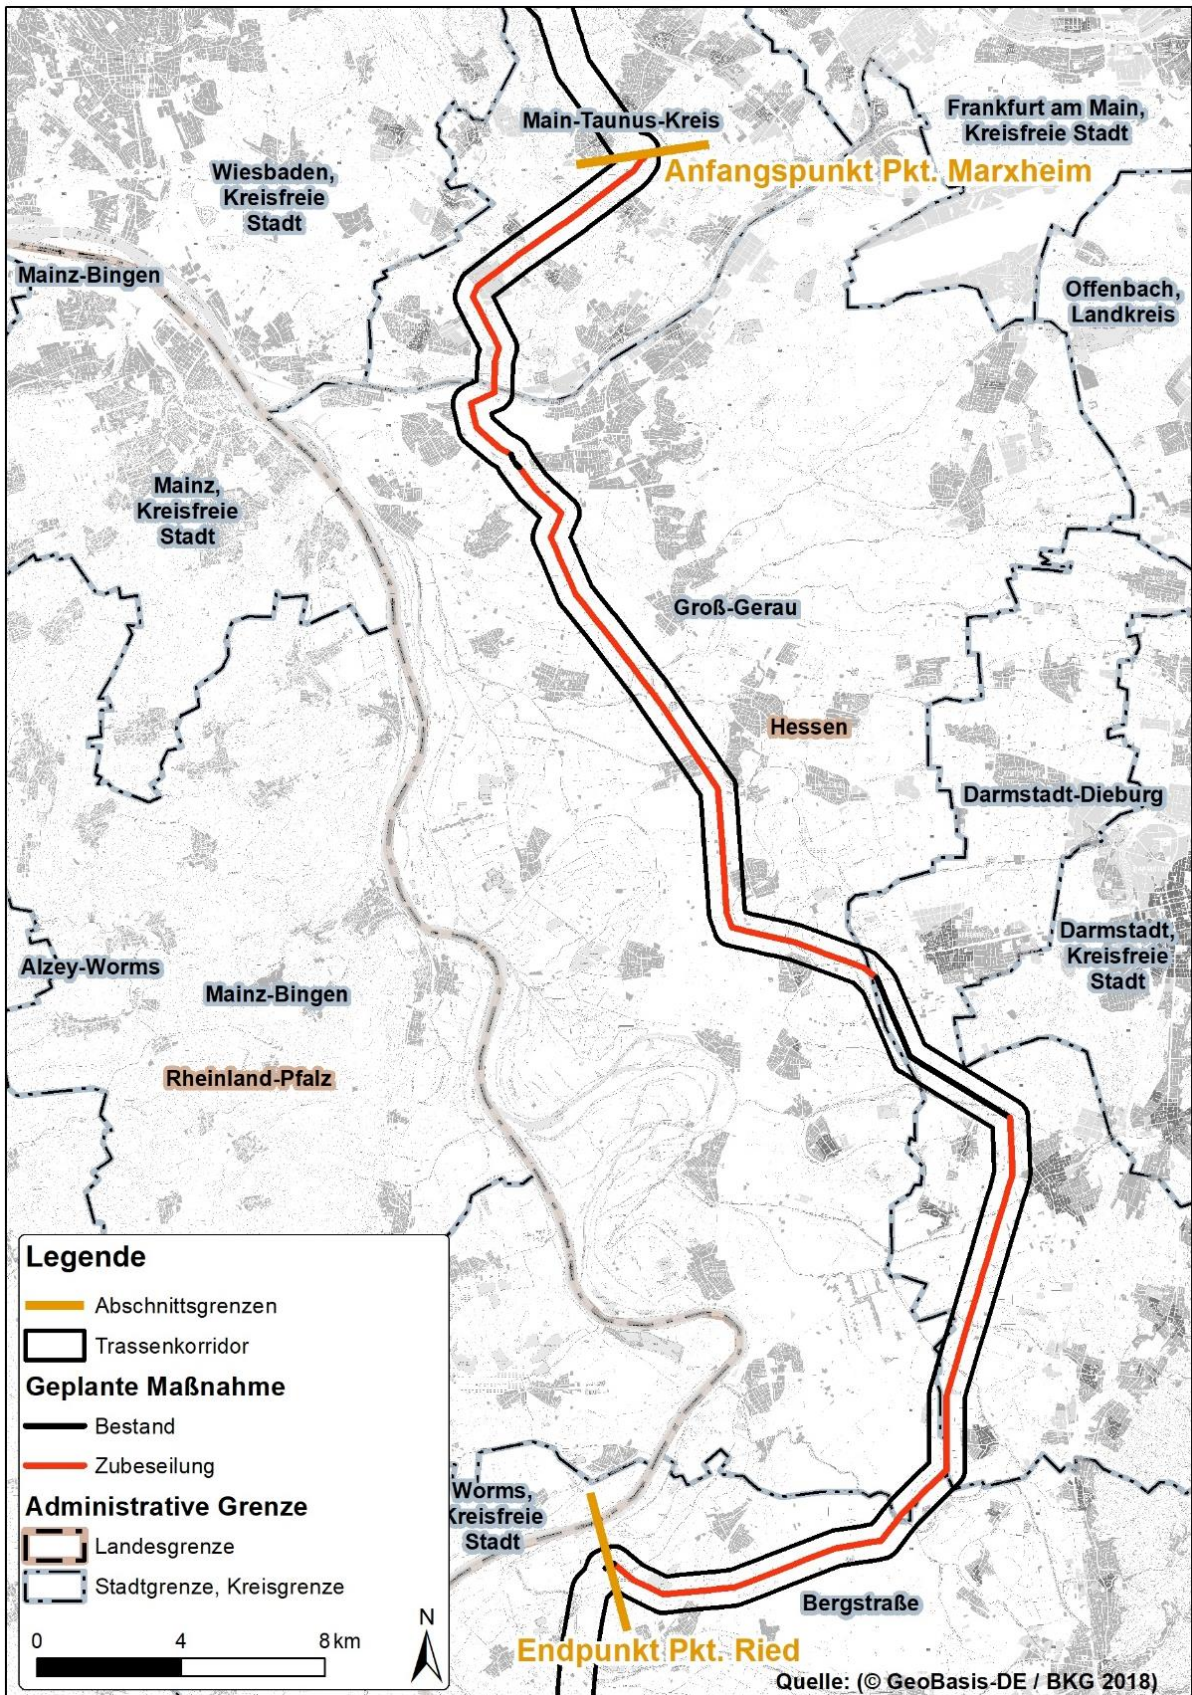 Main-Taunus-Kreis
Frankfurt am Main,
Kreisfreie Stadt
Anfangspunkt Pkt. Marxheim
Wiesbaden,
Kreisfreie
Stadt
Mainz-Bingen
Offenbach,
Landkreis
Mainz,
Kreisfreie
Stadt
Groß-Gerau
Hessen
Darmstadt-Dieburg
Darmstadt,
Kreisfreie
Stadt
Alzey-Worms
Mainz-Bingen
Rheinland-Pfalz
Legende
Abschnittsgrenzen
Trassenkorridor
Geplante Maßnahme
Bestand
Zubeseilung
Administrative Grenze
Landesgrenze
Stadtgrenze, Kreisgrenze
0 4 8 km
N
Worms,
Kreisfreie
Stadt
Bergstraße
Endpunkt Pkt. Ried
Quelle: (© GeoBasis-DE / BKG 2018)